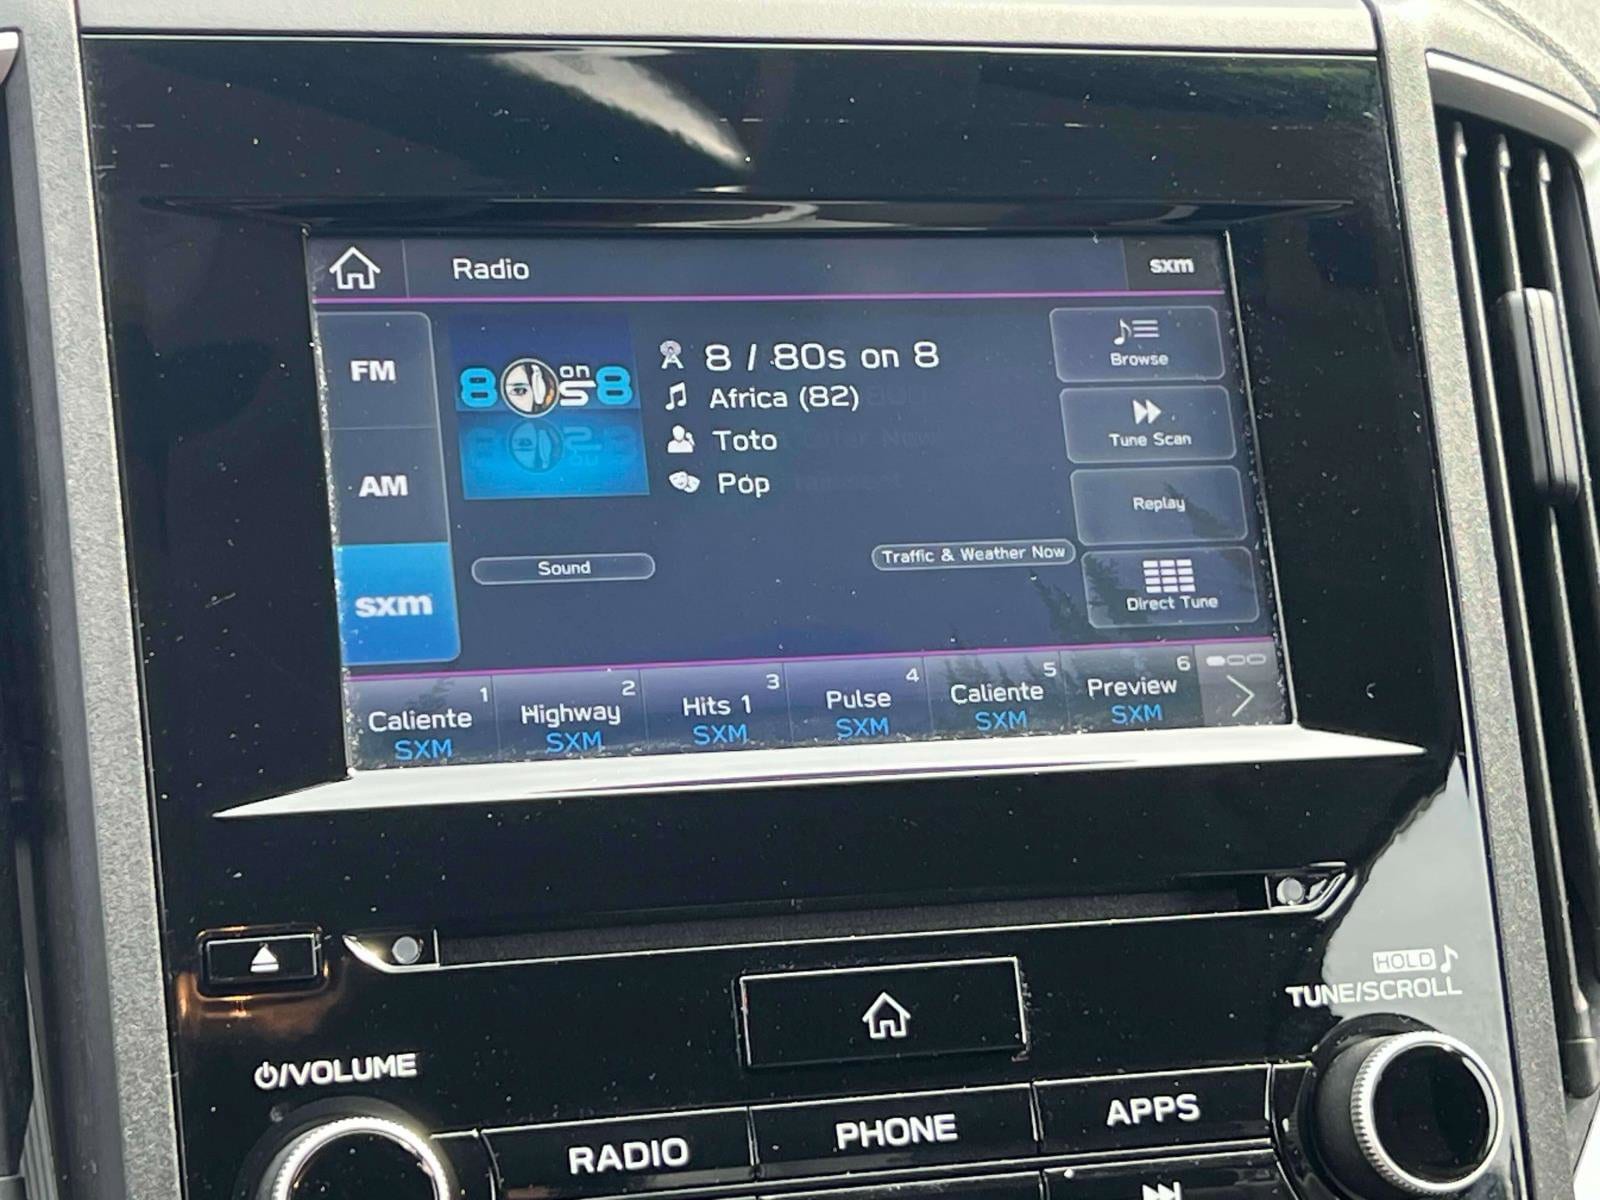 Radio
sxm
FM
AM
sxm
80s on 8
8 / 80s on 8
Africa (82)
Toto
Pop
Browse
Tune Scan
Replay
Direct Tune
Sound
Traffic & Weather Now
1
Caliente
SXM
2
Highway
SXM
3
Hits 1
SXM
4
Pulse
SXM
5
Caliente
SXM
6
Preview
SXM
HOLD
TUNE/SCROLL
/VOLUME
RADIO
PHONE
APPS